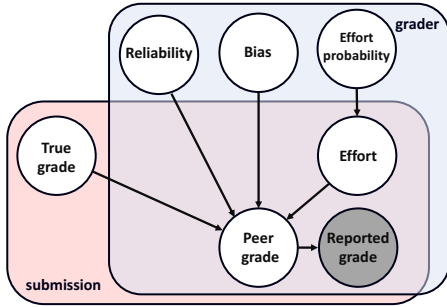 grader
Reliability
Bias
Effort
probability
True
grade
Effort
Peer
grade
Reported
grade
submission